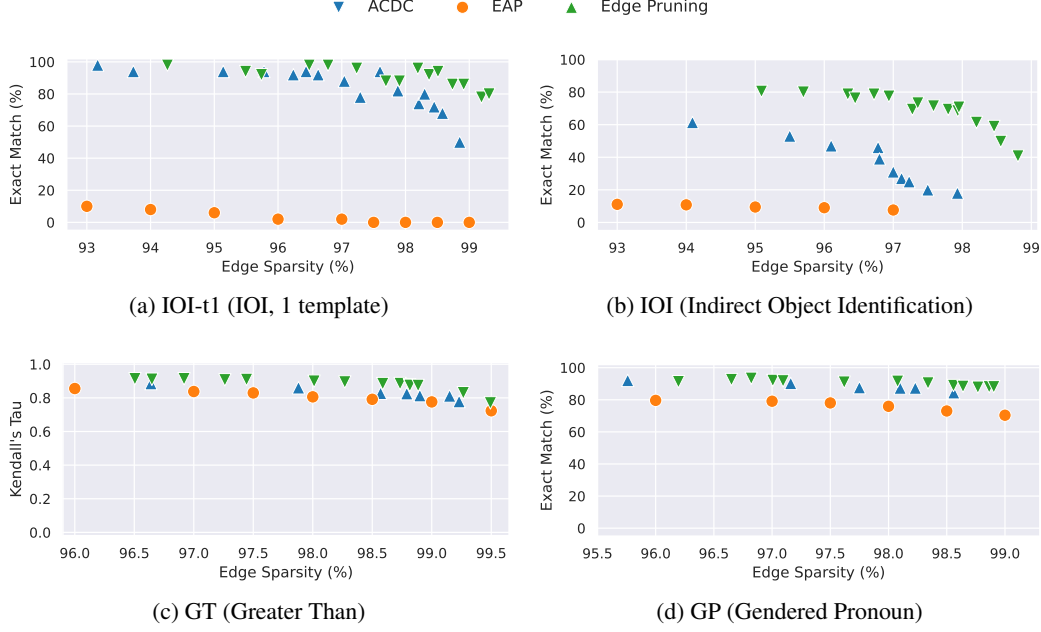 ACDC EAP Edge Pruning
100
80
60
40
20
0
Exact Match (%)
93 94 95 96 97 98 99
Edge Sparsity (%)
(a) IOI-t1 (IOI, 1 template)
100
80
60
40
20
0
Exact Match (%)
93 94 95 96 97 98 99
Edge Sparsity (%)
(b) IOI (Indirect Object Identification)
1.0
0.8
0.6
0.4
0.2
0.0
Kendall's Tau
96.0 96.5 97.0 97.5 98.0 98.5 99.0 99.5
Edge Sparsity (%)
(c) GT (Greater Than)
100
80
60
40
20
0
Exact Match (%)
95.5 96.0 96.5 97.0 97.5 98.0 98.5 99.0
Edge Sparsity (%)
(d) GP (Gendered Pronoun)